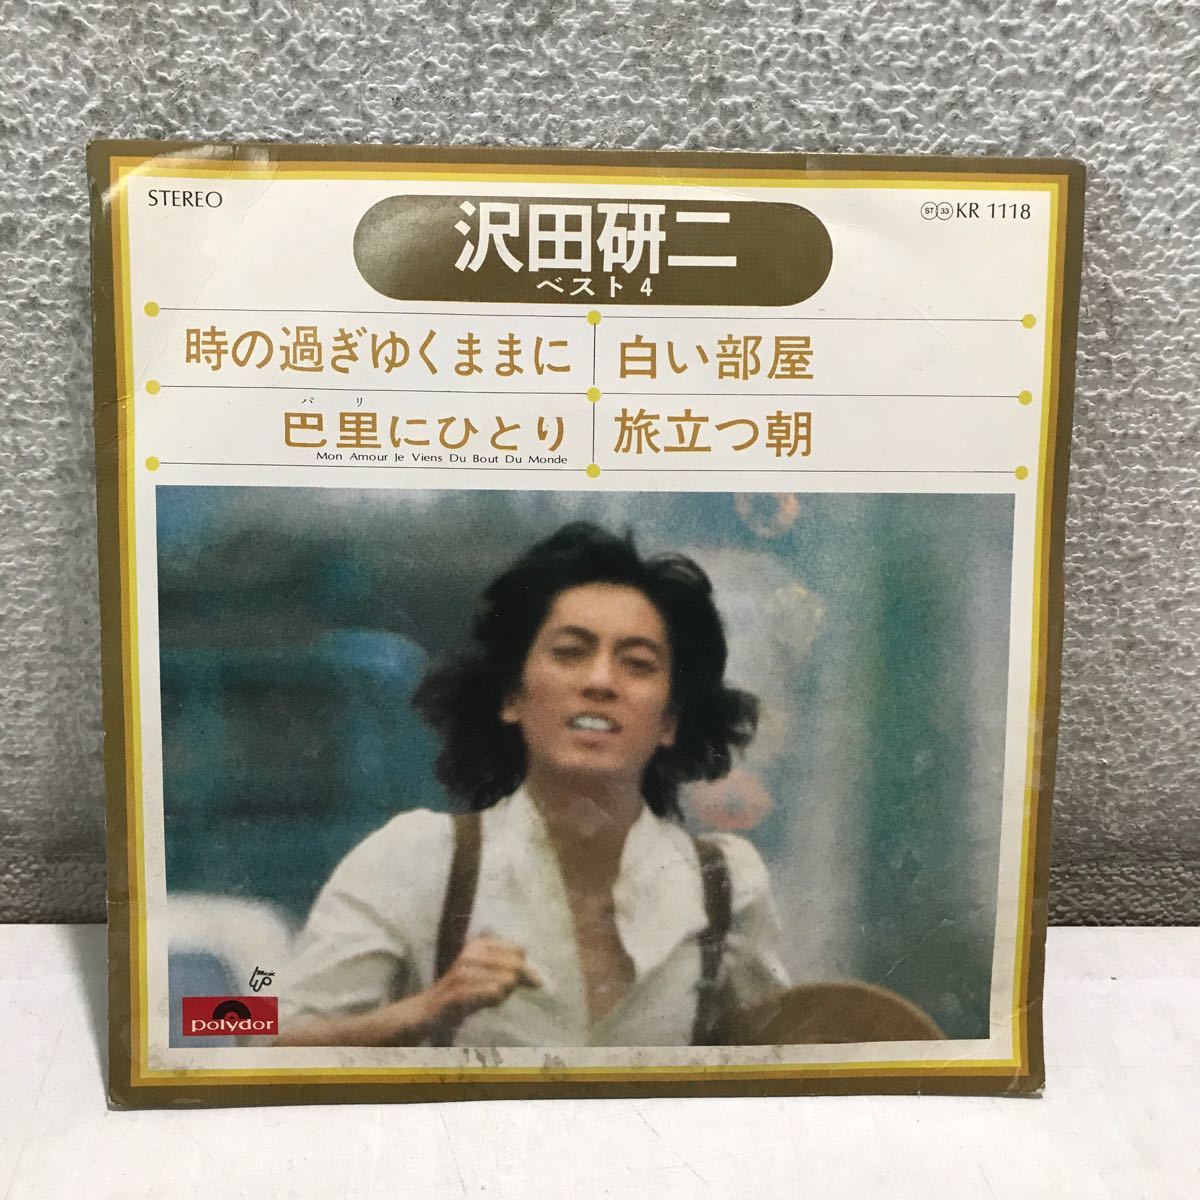 STEREO
沢田研二
ベスト4
ST 33 KR 1118
時の過ぎゆくままに
白い部屋
パリ
巴里にひとり
Mon Amour Je Viens Du Bout Du Monde
旅立つ朝
music
polydor